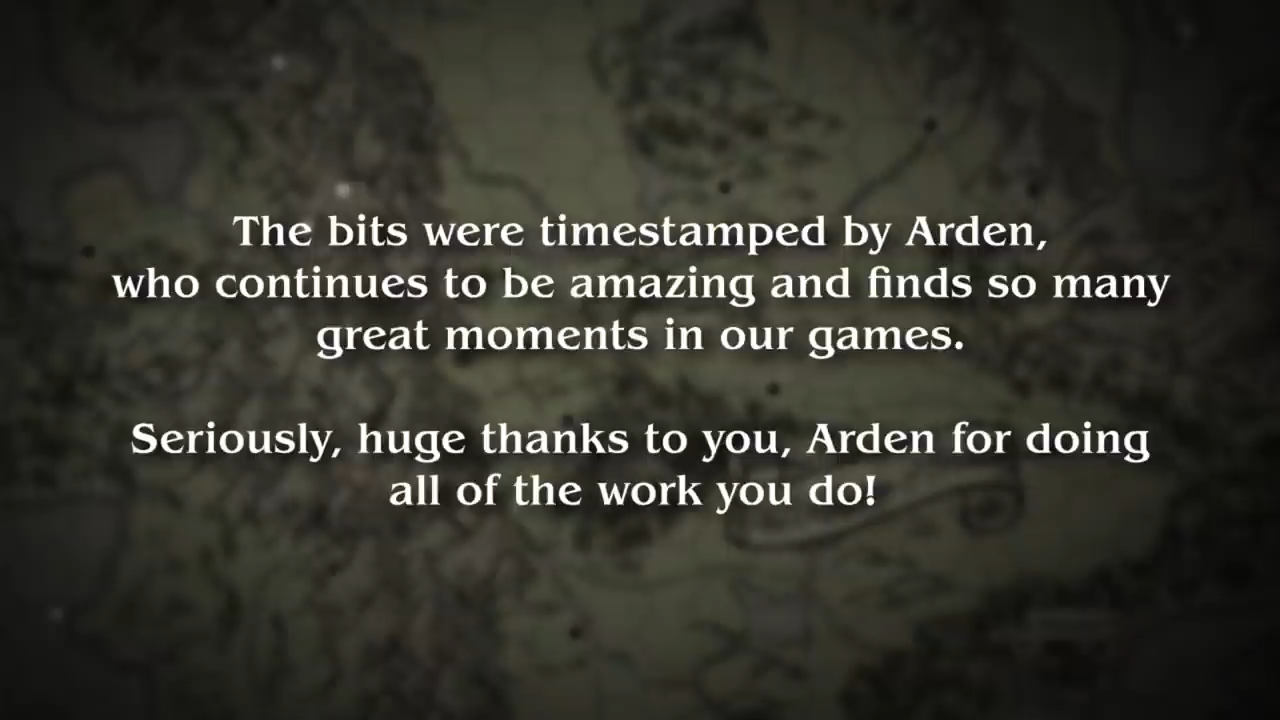 The bits were timestamped by Arden,
who continues to be amazing and finds so many
great moments in our games.
Seriously, huge thanks to you, Arden for doing
all of the work you do!